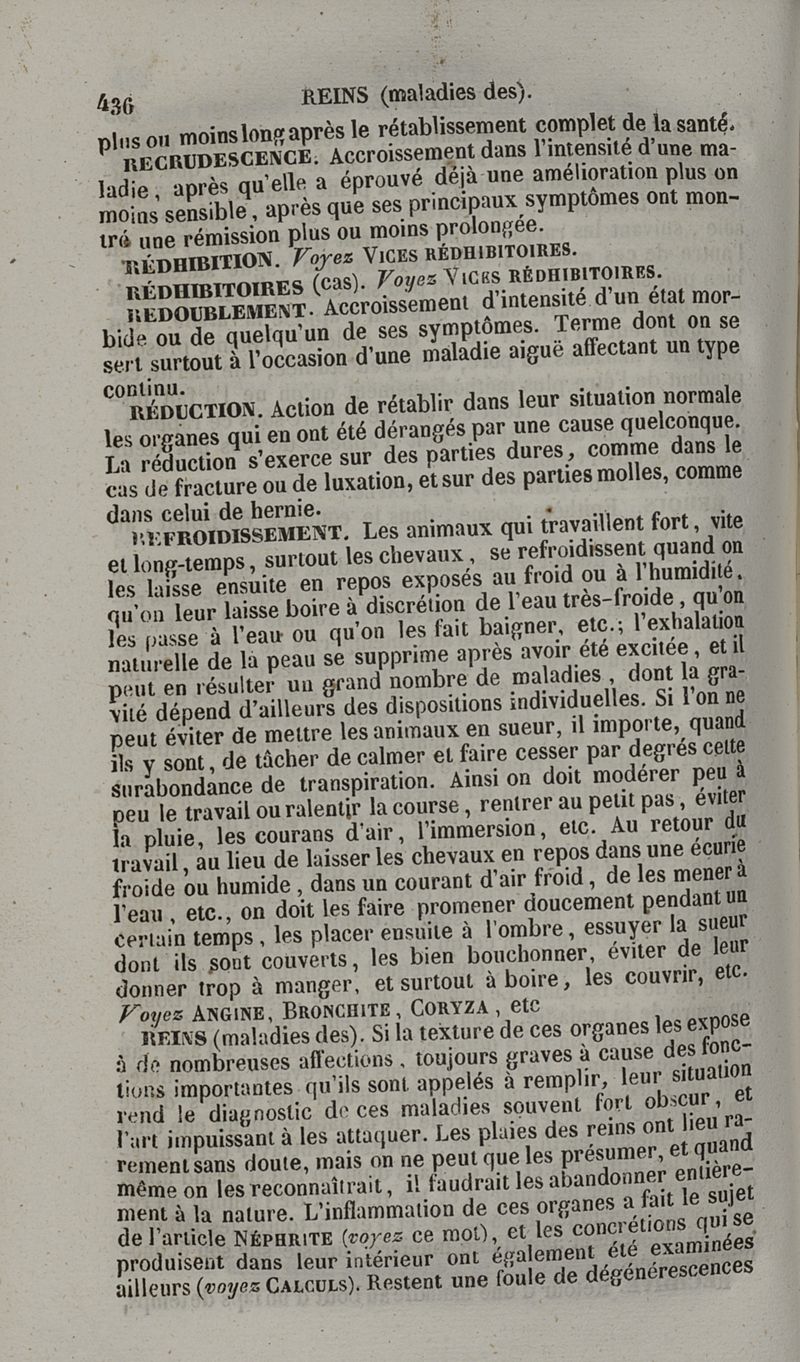 436 REINS (maladies des).
plus ou moins long après le rétablissement complet de la santé.
RECRUDESCENCE. Accroissement dans l'intensité d'une ma-
ladie, après qu'elle a éprouvé déjà une amélioration plus on
moins sensible, après que ses principaux symptômes ont mon-
tré une rémission plus ou moins prolongée.
RÉDHIBITION. Voyez VICES RÉDHIBITOIRES.
RÉDHIBITOIRES (cas). Voyez VICES RÉDHIBITOIRES.
REDOUBLEMENT. Accroissement d'intensité d'un état mor-
bide ou de quelqu'un de ses symptômes. Terme dont on se
sert surtout à l'occasion d'une maladie aiguë affectant un type
continu.
RÉDUCTION. Action de rétablir dans leur situation normale
les organes qui en ont été dérangés par une cause quelconque.
La réduction s'exerce sur des parties dures, comme dans le
cas de fracture ou de luxation, et sur des parties molles, comme
dans celui de hernie.
REFROIDISSEMENT. Les animaux qui travaillent fort, vite
et long-temps, surtout les chevaux, se refroidissent quand on
les laisse ensuite en repos exposés au froid ou à l'humidité,
qu'on leur laisse boire à discrétion de l'eau très-froide, qu'on
les passe à l'eau ou qu'on les fait baigner, etc.; l'exhalation
naturelle de la peau se supprime après avoir été excitée, et il
peut en résulter un grand nombre de maladies, dont la gra-
vité dépend d'ailleurs des dispositions individuelles. Si l'on ne
peut éviter de mettre les animaux en sueur, il importe, quand
ils y sont, de tâcher de calmer et faire cesser par degrés cette
surabondance de transpiration. Ainsi on doit modérer peu à
peu le travail ou ralentir la course, rentrer au petit pas, éviter
la pluie, les courans d'air, l'immersion, etc. Au retour du
travail, au lieu de laisser les chevaux en repos dans une écurie
froide ou humide, dans un courant d'air froid, de les mener à
l'eau, etc., on doit les faire promener doucement pendant un
certain temps, les placer ensuite à l'ombre, essuyer la sueur
dont ils sont couverts, les bien bouchonner, éviter de leur
donner trop à manger, et surtout à boire, les couvrir, etc.
Voyez ANGINE, BRONCHITE, CORYZA, etc
REINS (maladies des). Si la texture de ces organes les expose
à de nombreuses affections, toujours graves à cause des fonc-
tions importantes qu'ils sont appelés à remplir, leur situation
rend le diagnostic de ces maladies souvent fort obscur, et
l'art impuissant à les attaquer. Les plaies des reins ont lieu ra-
rement sans doute, mais on ne peut que les présumer, et quand
même on les reconnaîtrait, il faudrait les abandonner entière-
ment à la nature. L'inflammation de ces organes a fait le sujet
de l'article NÉPHRITE (voyez ce mot), et les concrétions qui se
produisent dans leur intérieur ont également été examinées
ailleurs (voyez CALCULS). Restent une foule de dégénérescences